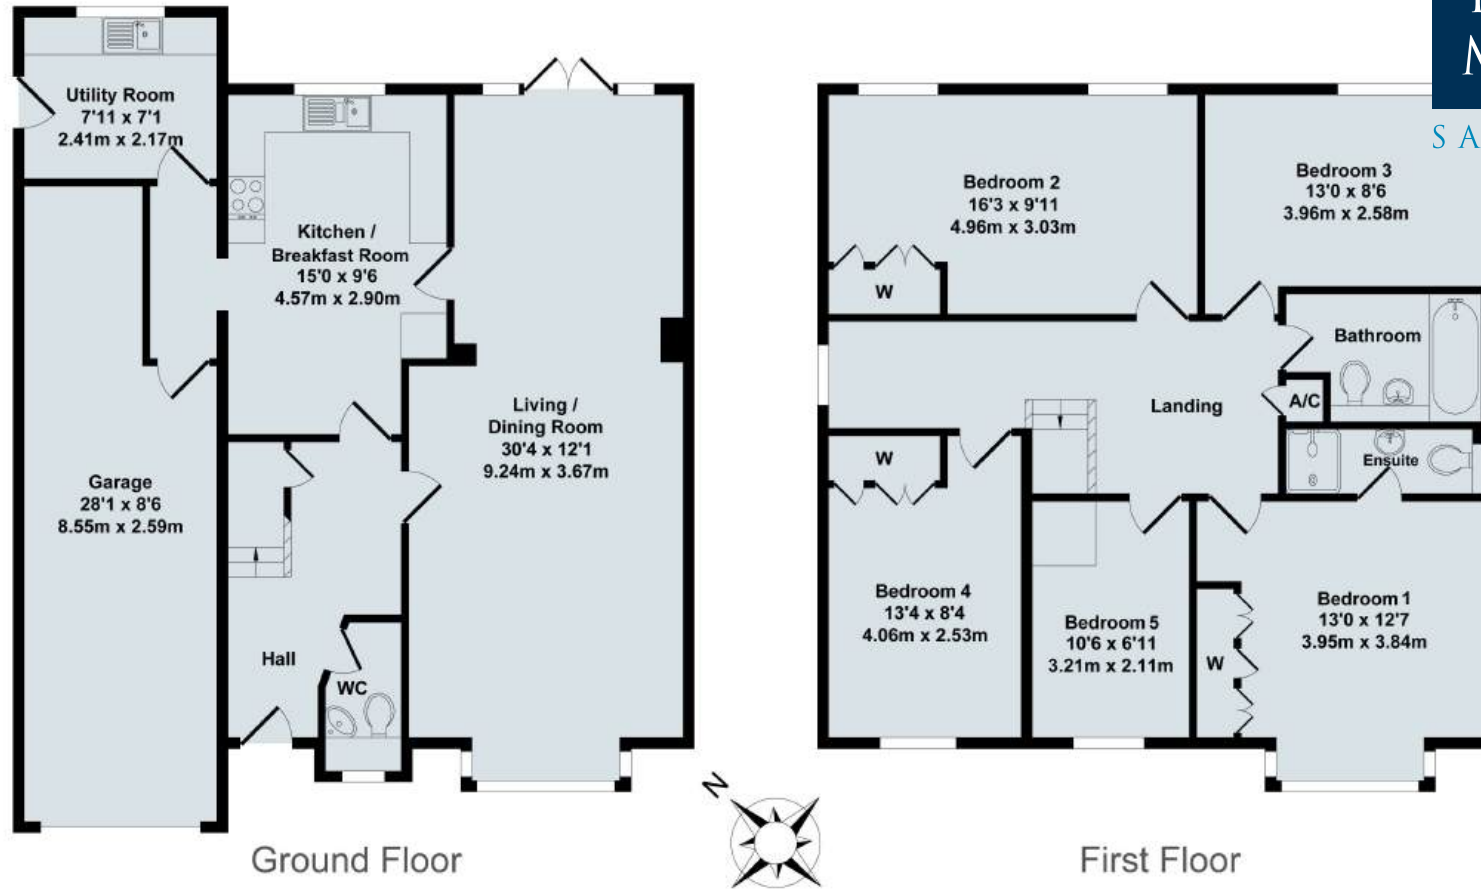 Utility Room
7'11 x 7'1
2.41m x 2.17m
Kitchen /
Breakfast Room
15'0 x 9'6
4.57m x 2.90m
Living /
Dining Room
30'4 x 12'1
9.24m x 3.67m
Garage
28'1 x 8'6
8.55m x 2.59m
Hall
WC
Ground Floor
N
Bedroom 2
16'3 x 9'11
4.96m x 3.03m
W
Bedroom 3
13'0 x 8'6
3.96m x 2.58m
Bathroom
A/C
Landing
Ensuite
W
Bedroom 4
13'4 x 8'4
4.06m x 2.53m
Bedroom 5
10'6 x 6'11
3.21m x 2.11m
Bedroom 1
13'0 x 12'7
3.95m x 3.84m
W
First Floor
M
S A